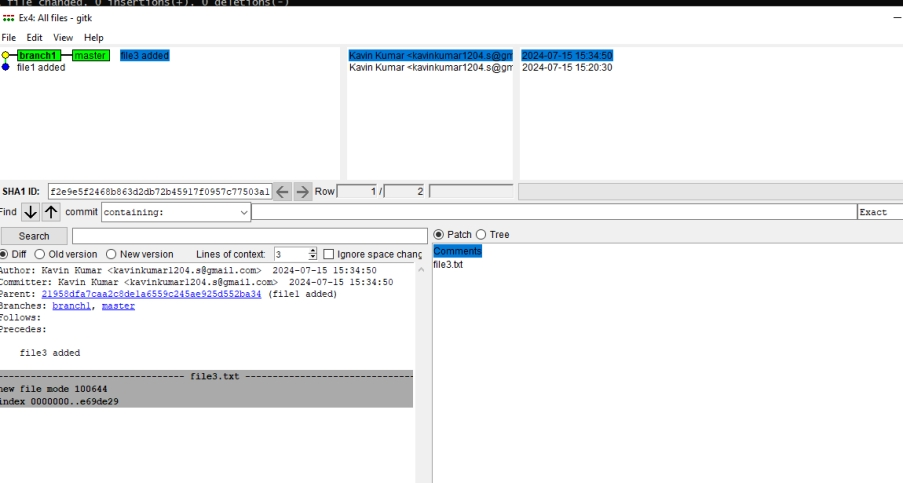 1 file changed, 0 insertions(+), 0 deletions(-)
Ex4: All files - gitk
File Edit View Help
branch1 master file3 added Kavin Kumar <kavinkumar1204.s@gm 2024-07-15 15:34:50
file1 added Kavin Kumar <kavinkumar1204.s@gm 2024-07-15 15:20:30
SHA1 ID: f2e9e5f2468b863d2db72b45917f0957c77503a1 Row 1 / 2
Find commit containing: Exact
Search Patch Tree
Diff Old version New version Lines of context: 3 Ignore space chang
Comments
file3.txt
Author: Kavin Kumar <kavinkumar1204.s@gmail.com> 2024-07-15 15:34:50
Committer: Kavin Kumar <kavinkumar1204.s@gmail.com> 2024-07-15 15:34:50
Parent: 21958dfa7caa2c8de1a6559c245ae925d552ba34 (file1 added)
Branches: branch1, master
Follows:
Precedes:
file3 added
---------------------------------- file3.txt ----------------------------------
new file mode 100644
index 0000000..e69de29